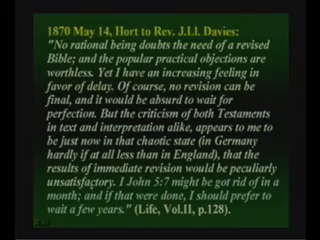 1870 May 14, Hort to Rev. J.Ll. Davies:
"No rational being doubts the need of a revised
Bible; and the popular practical objections are
worthless. Yet I have an increasing feeling in
favor of delay. Of course, no revision can be
final, and it would be absurd to wait for
perfection. But the criticism of both Testaments
in text and interpretation alike, appears to me to
be just now in that chaotic state (in Germany
hardly if at all less than in England), that the
results of immediate revision would be peculiarly
unsatisfactory. I John 5:7 might be got rid of in a
month; and if that were done, I should prefer to
wait a few years." (Life, Vol.II, p.128).